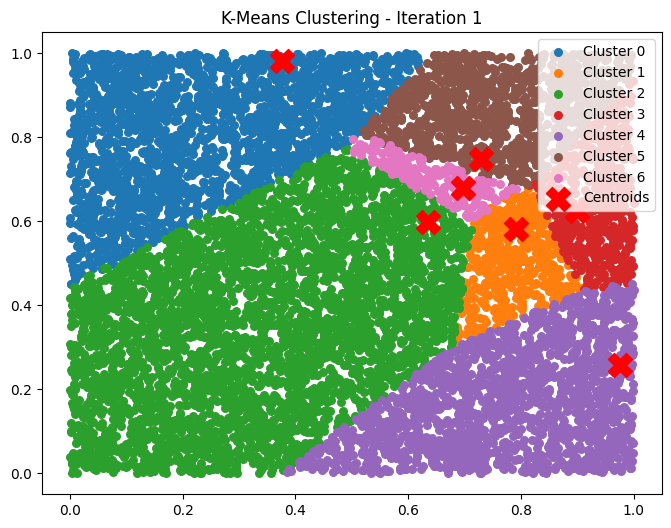 K-Means Clustering - Iteration 1
1.0
0.8
0.6
0.4
0.2
0.0
0.0 0.2 0.4 0.6 0.8 1.0
Cluster 0
Cluster 1
Cluster 2
Cluster 3
Cluster 4
Cluster 5
Cluster 6
Centroids